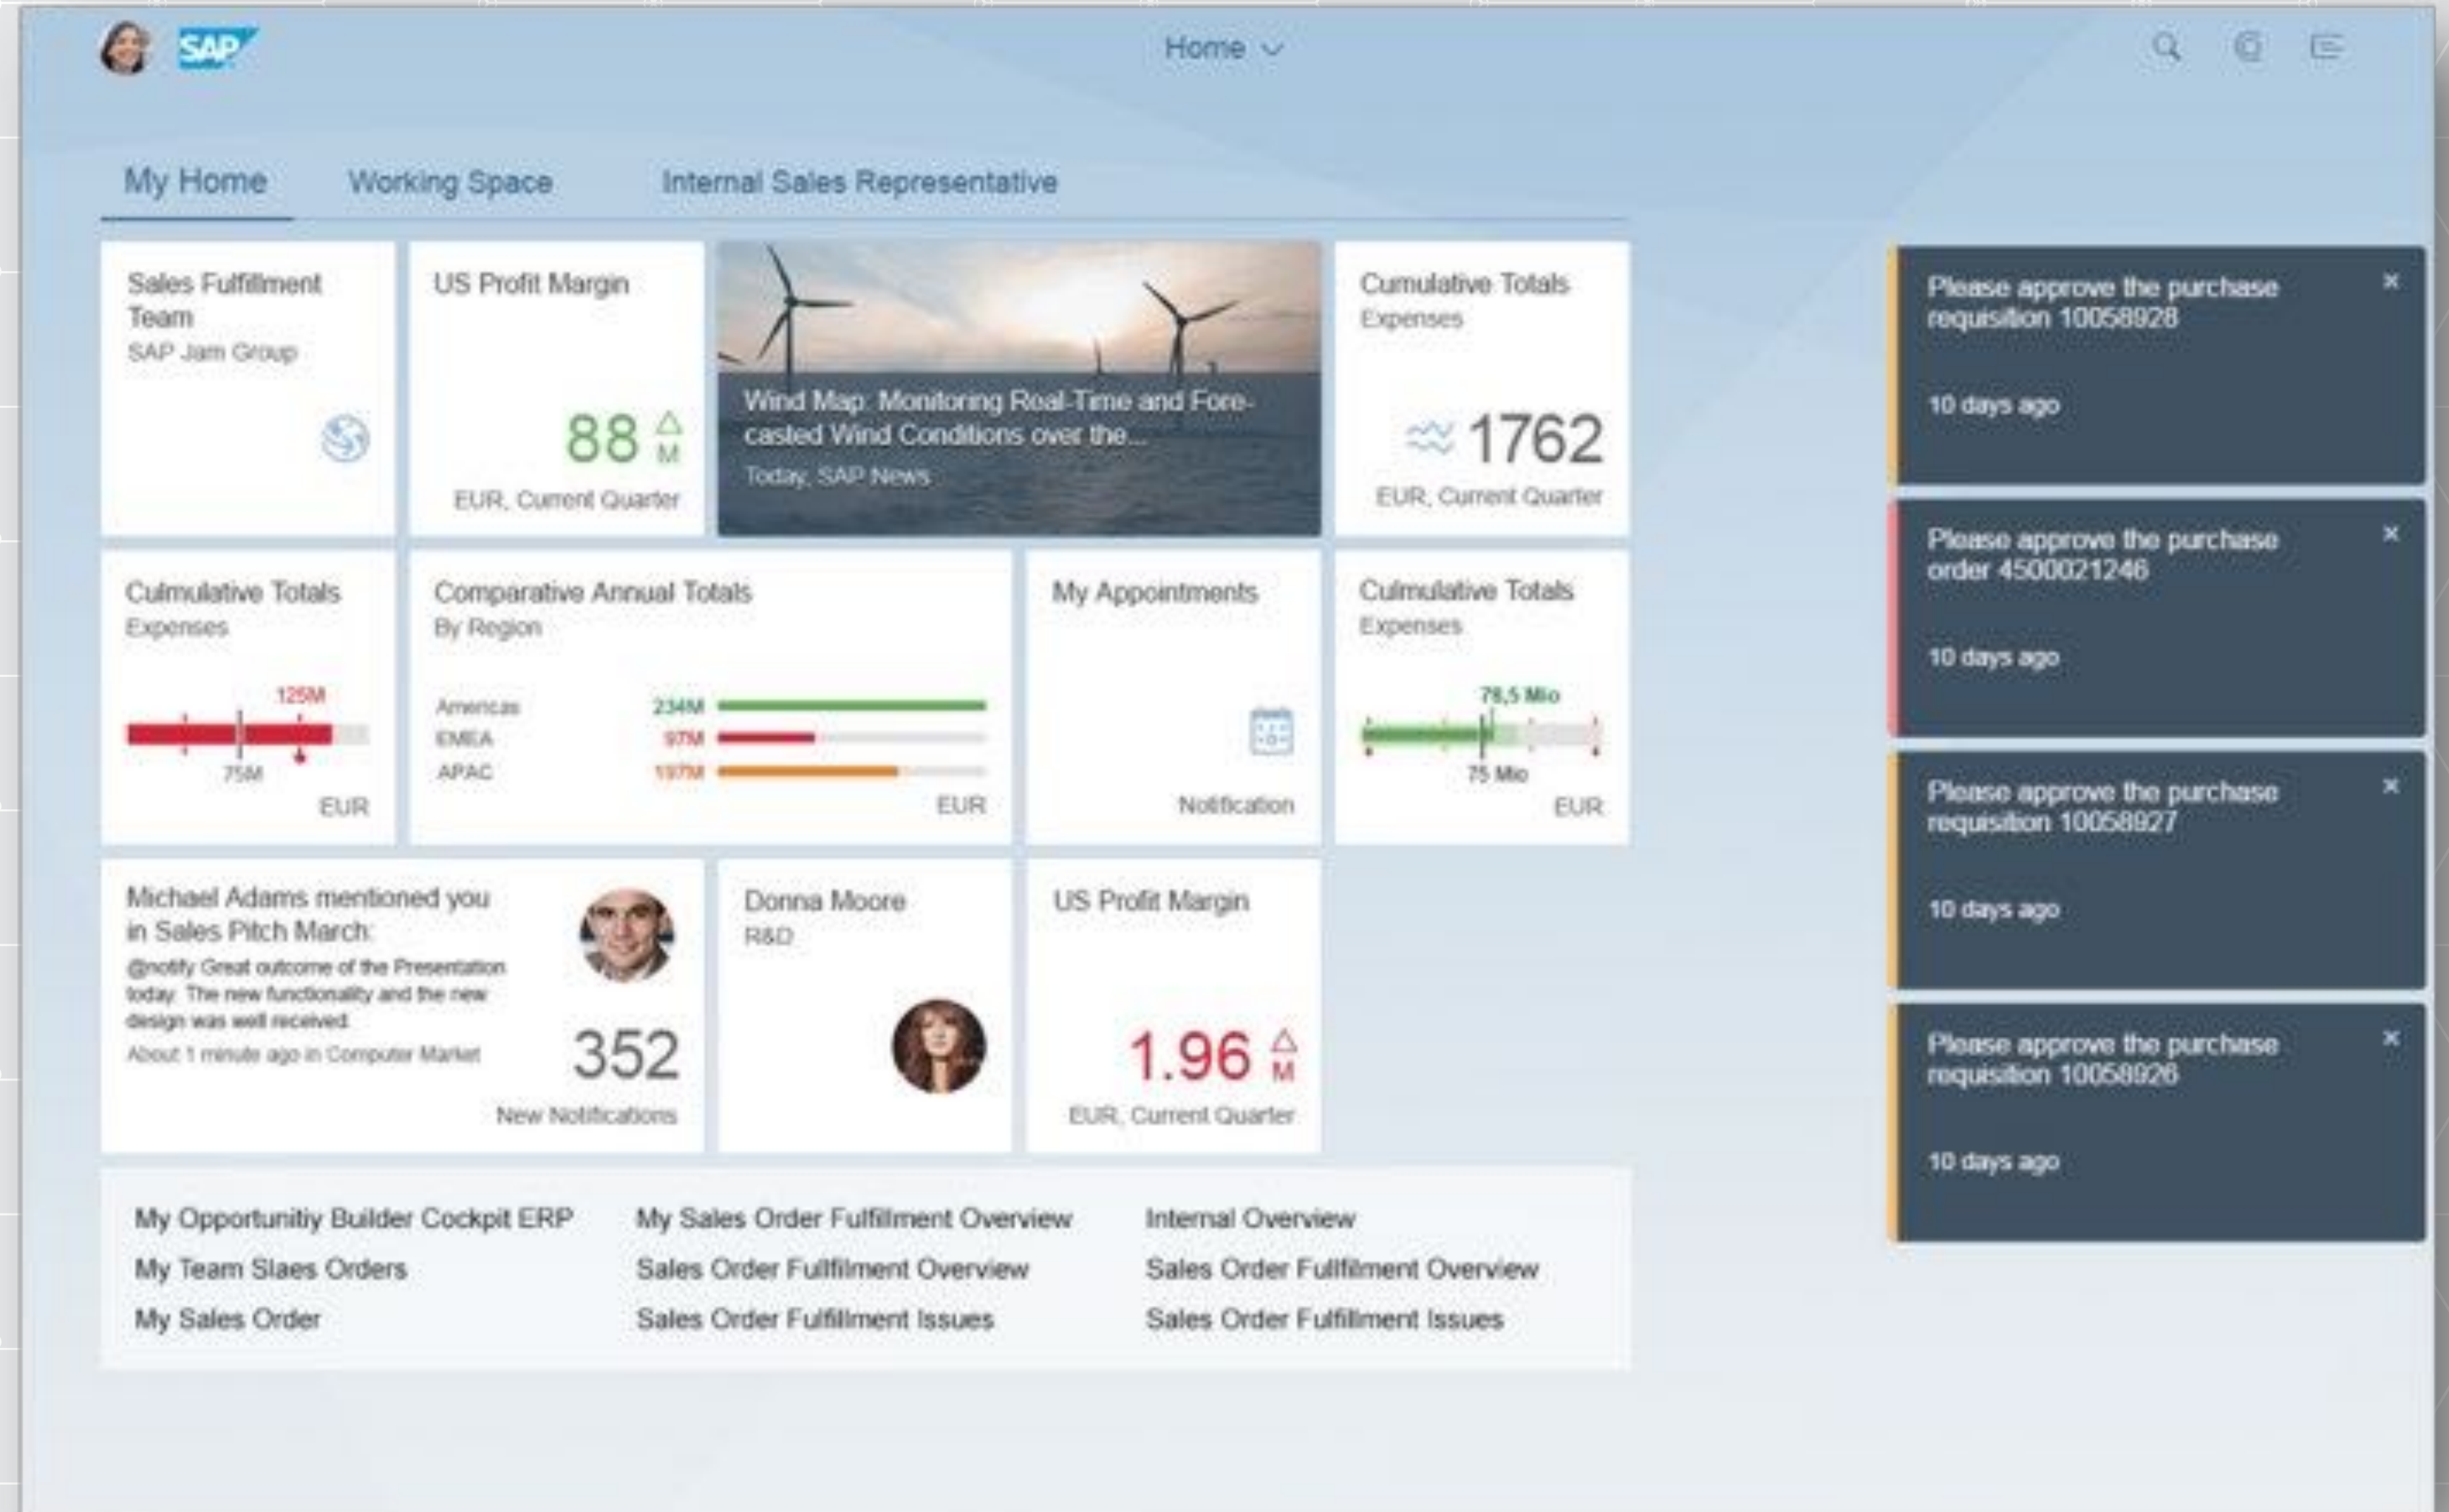 SAP
Home
My Home
Working Space
Internal Sales Representative
Sales Fulfillment
Team
SAP Jam Group
US Profit Margin
88
M
EUR, Current Quarter
Wind Map: Monitoring Real-Time and Fore-
casted Wind Conditions over the...
Today, SAP News
Cumulative Totals
Expenses
1762
EUR, Current Quarter
Culmulative Totals
Expenses
125M
75M
EUR
Comparative Annual Totals
By Region
Americas 234M
EMEA 97M
APAC 197M
EUR
My Appointments
Notification
Culmulative Totals
Expenses
78,5 Mio
75 Mio
EUR
Michael Adams mentioned you
in Sales Pitch March:
@notify Great outcome of the Presentation
today. The new functionality and the new
design was well received.
About 1 minute ago in Computer Market
352
New Notifications
Donna Moore
R&D
US Profit Margin
1.96
M
EUR, Current Quarter
My Opportunitiy Builder Cockpit ERP
My Team Slaes Orders
My Sales Order
My Sales Order Fulfillment Overview
Sales Order Fullfilment Overview
Sales Order Fulfillment Issues
Internal Overview
Sales Order Fullfilment Overview
Sales Order Fulfillment Issues
Please approve the purchase
requisition 10058928
10 days ago
Please approve the purchase
order 4500021246
10 days ago
Please approve the purchase
requisition 10058927
10 days ago
Please approve the purchase
requisition 10058926
10 days ago